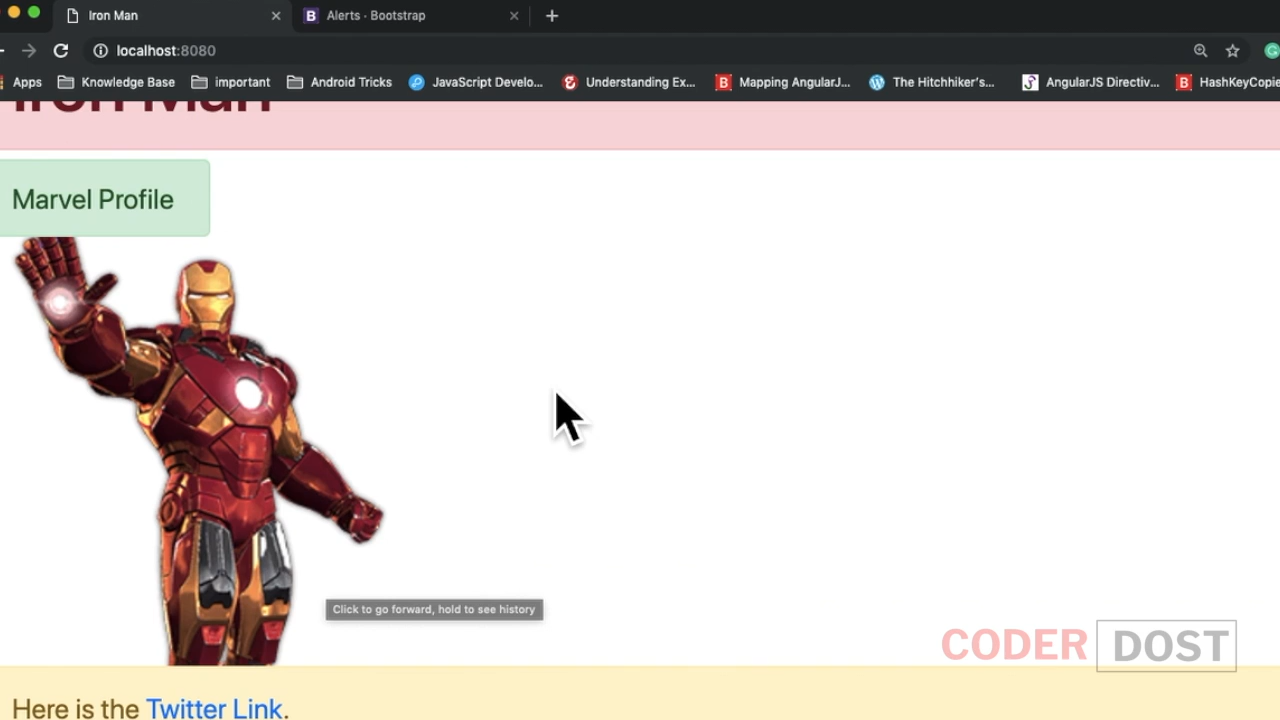 Iron Man
B Alerts · Bootstrap
localhost:8080
Apps Knowledge Base important Android Tricks JavaScript Develo... Understanding Ex... B Mapping AngularJ... The Hitchhiker's... AngularJS Directiv... B HashKeyCopie
Iron Man
Marvel Profile
Click to go forward, hold to see history
CODER DOST
Here is the Twitter Link.